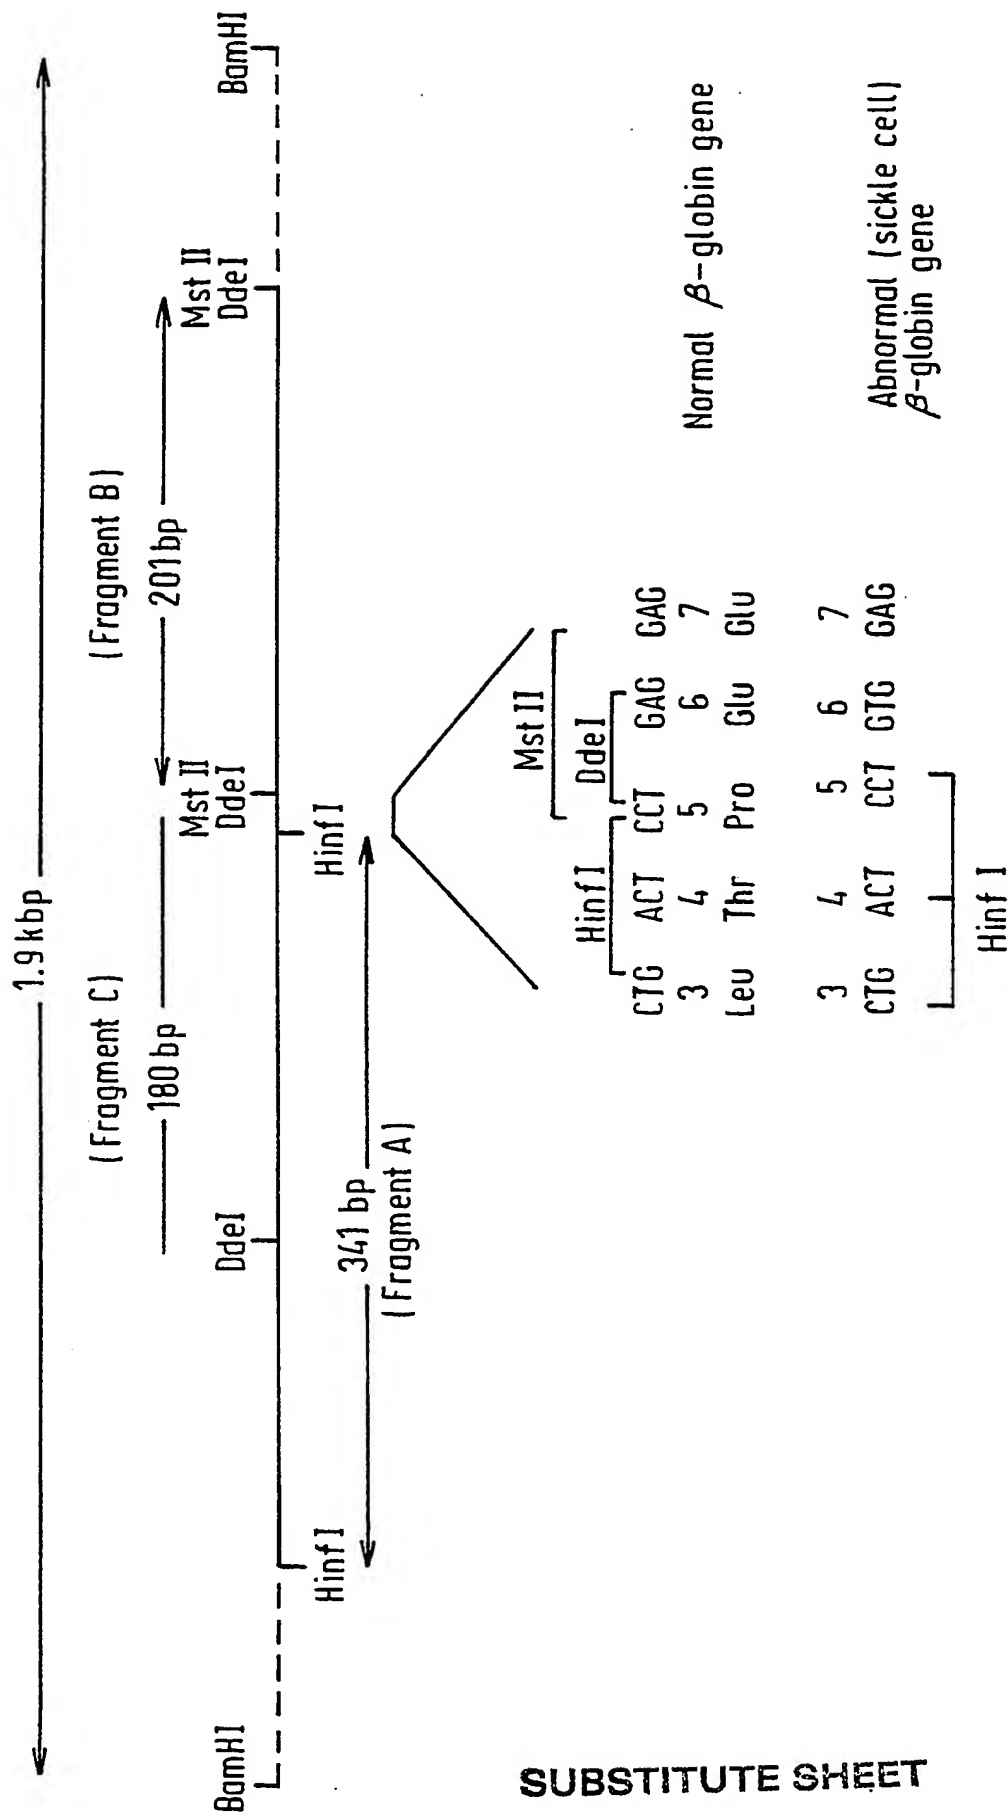 1.9 kbp
(Fragment C) (Fragment B)
180 bp 201 bp
Mst II Mst II
BamHI DdeI DdeI DdeI BamHI
HinfI HinfI
341 bp
(Fragment A)
Mst II
HinfI DdeI
CTG ACT CCT GAG GAG
3 4 5 6 7
Leu Thr Pro Glu Glu
Normal β-globin gene
3 4 5 6 7
CTG ACT CCT GTG GAG
Abnormal (sickle cell)
β-globin gene
Hinf I
SUBSTITUTE SHEET